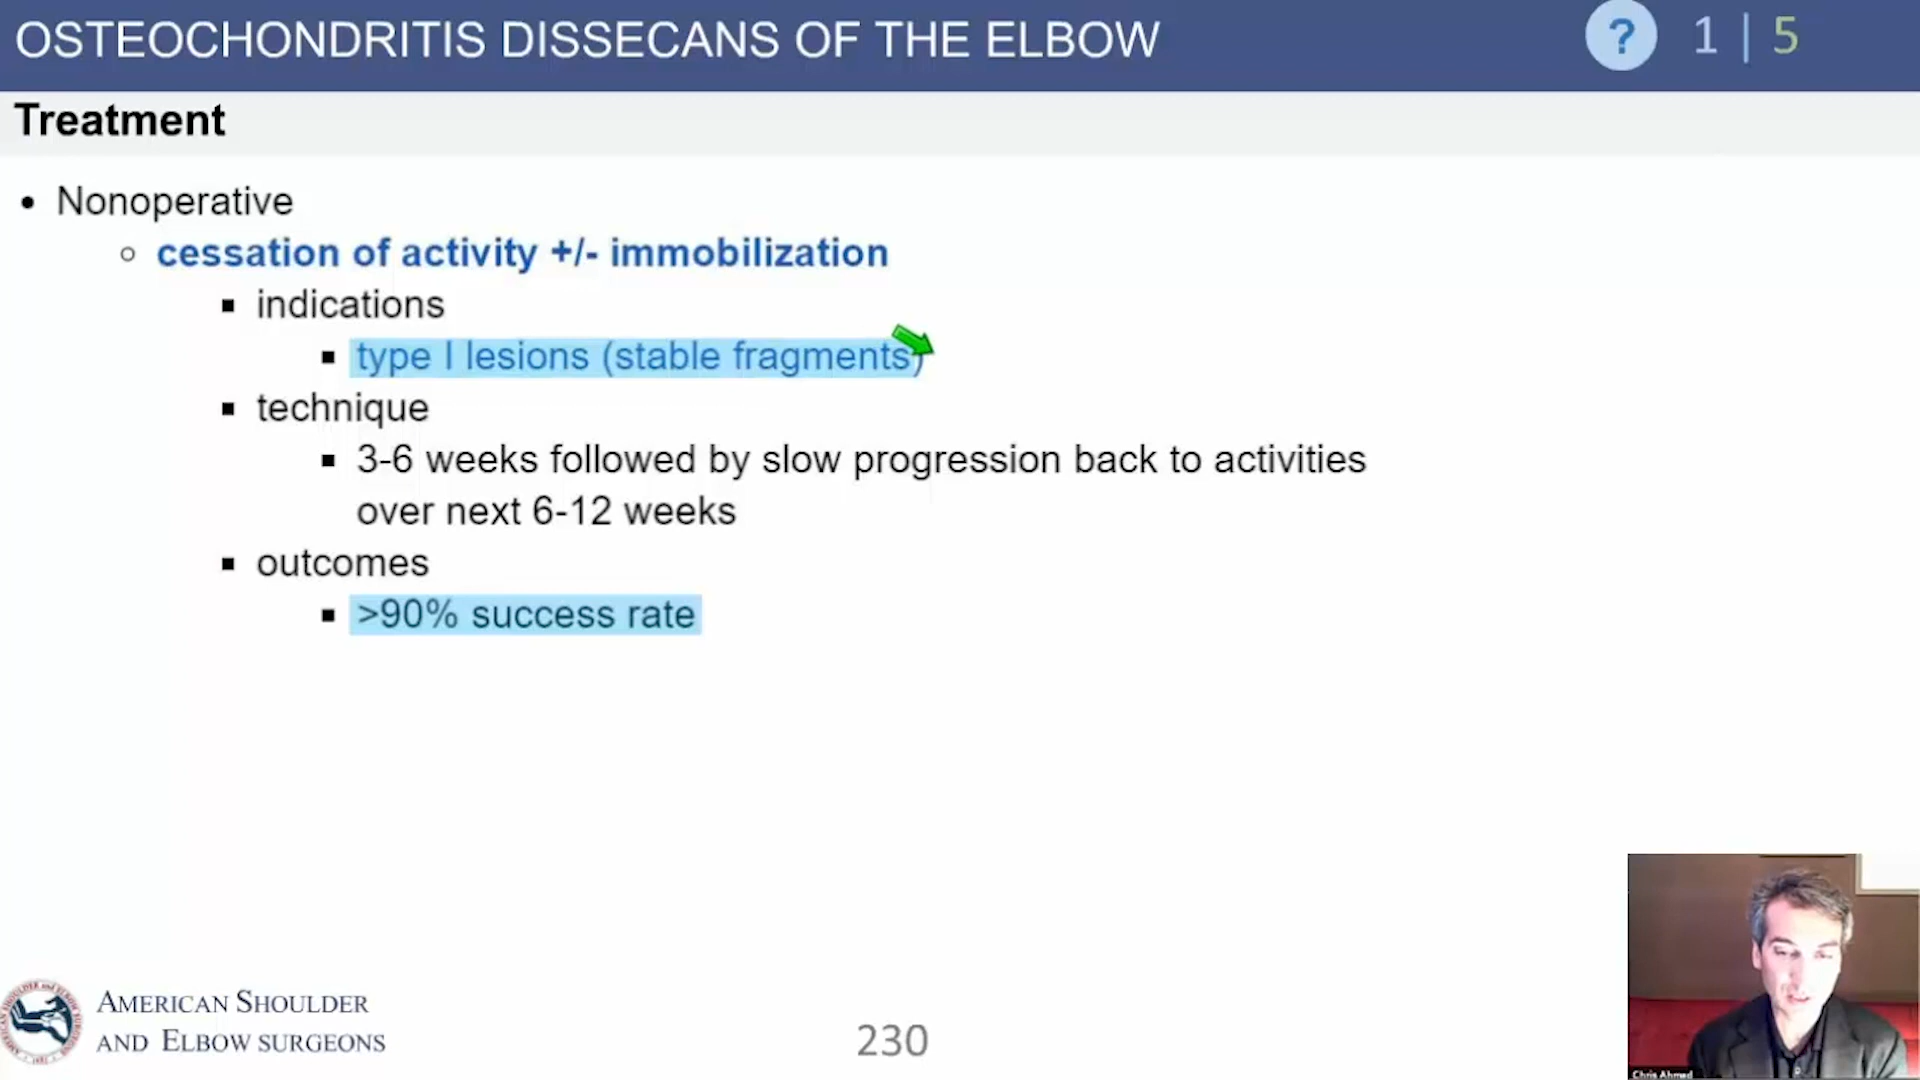 OSTEOCHONDRITIS DISSECANS OF THE ELBOW
? 1 | 5
Treatment
• Nonoperative
○ cessation of activity +/- immobilization
▪ indications
▪ type I lesions (stable fragments)
▪ technique
▪ 3-6 weeks followed by slow progression back to activities
over next 6-12 weeks
▪ outcomes
▪ >90% success rate
AMERICAN SHOULDER
AND ELBOW SURGEONS
230
Chris Ahmad